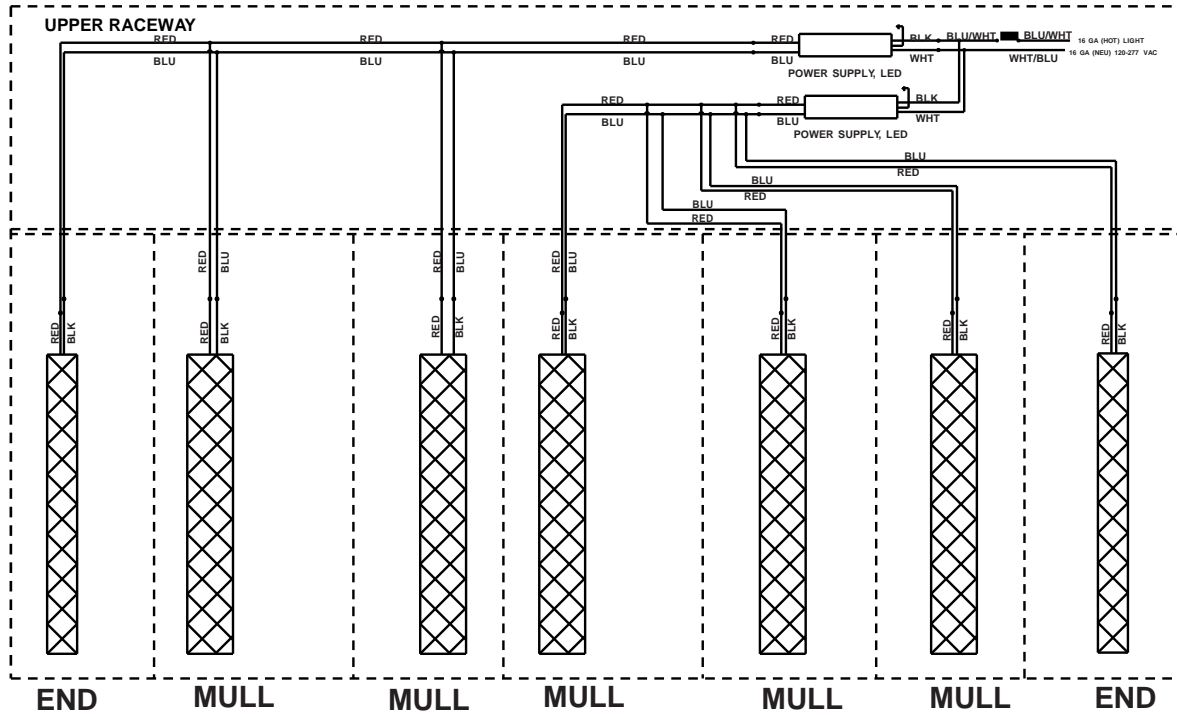 UPPER RACEWAY
RED RED RED RED BLK BLU/WHT BLU/WHT 16 GA (HOT) LIGHT
BLU BLU BLU BLU WHT WHT/BLU 16 GA (NEU) 120-277 VAC
POWER SUPPLY, LED
RED RED BLK
BLU BLU WHT
POWER SUPPLY, LED
BLU
RED
BLU
RED
BLU
RED
RED BLU RED BLU RED BLU
RED BLK RED BLK RED BLK RED BLK RED BLK RED BLK RED BLK
END MULL MULL MULL MULL MULL END